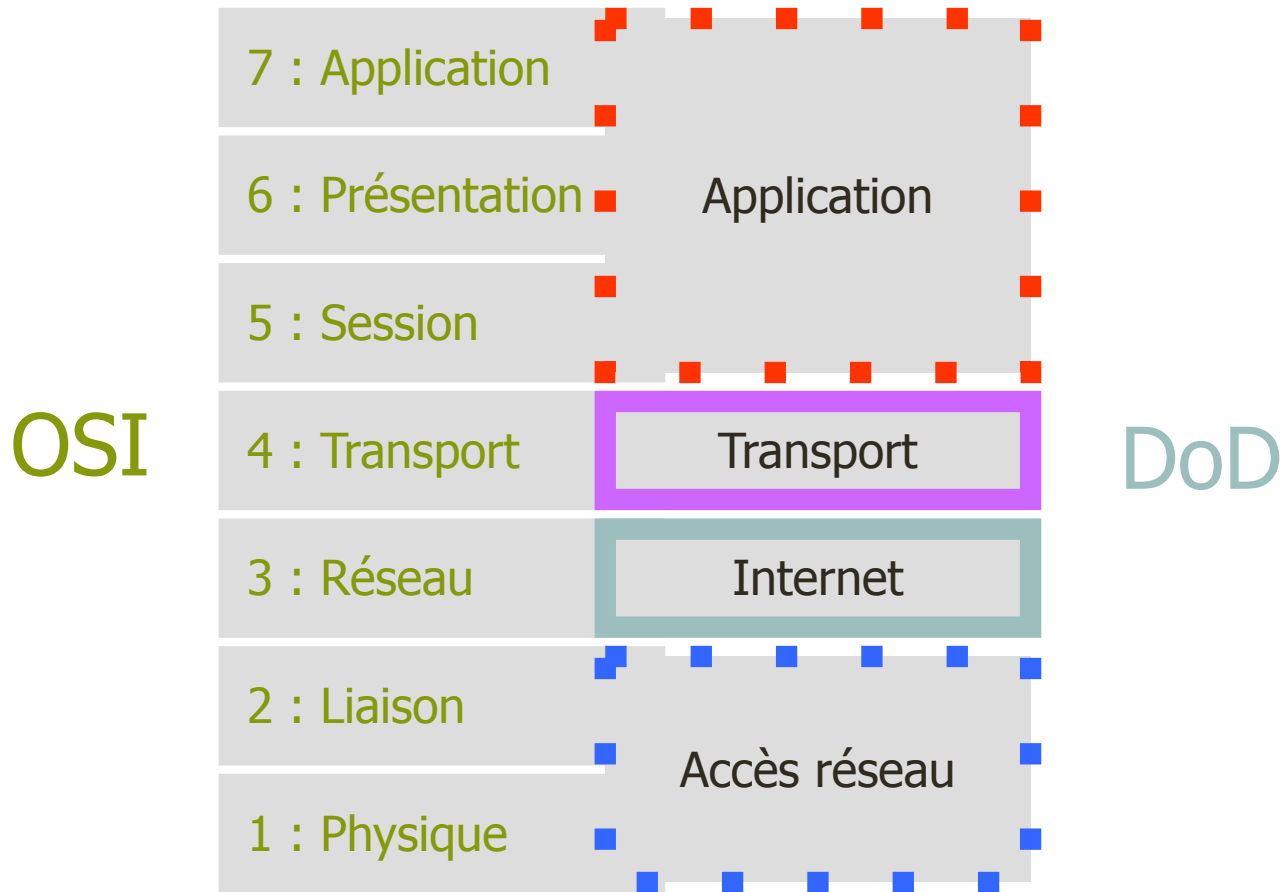 7 : Application
6 : Présentation
Application
5 : Session
OSI
4 : Transport
Transport
DoD
3 : Réseau
Internet
2 : Liaison
Accès réseau
1 : Physique